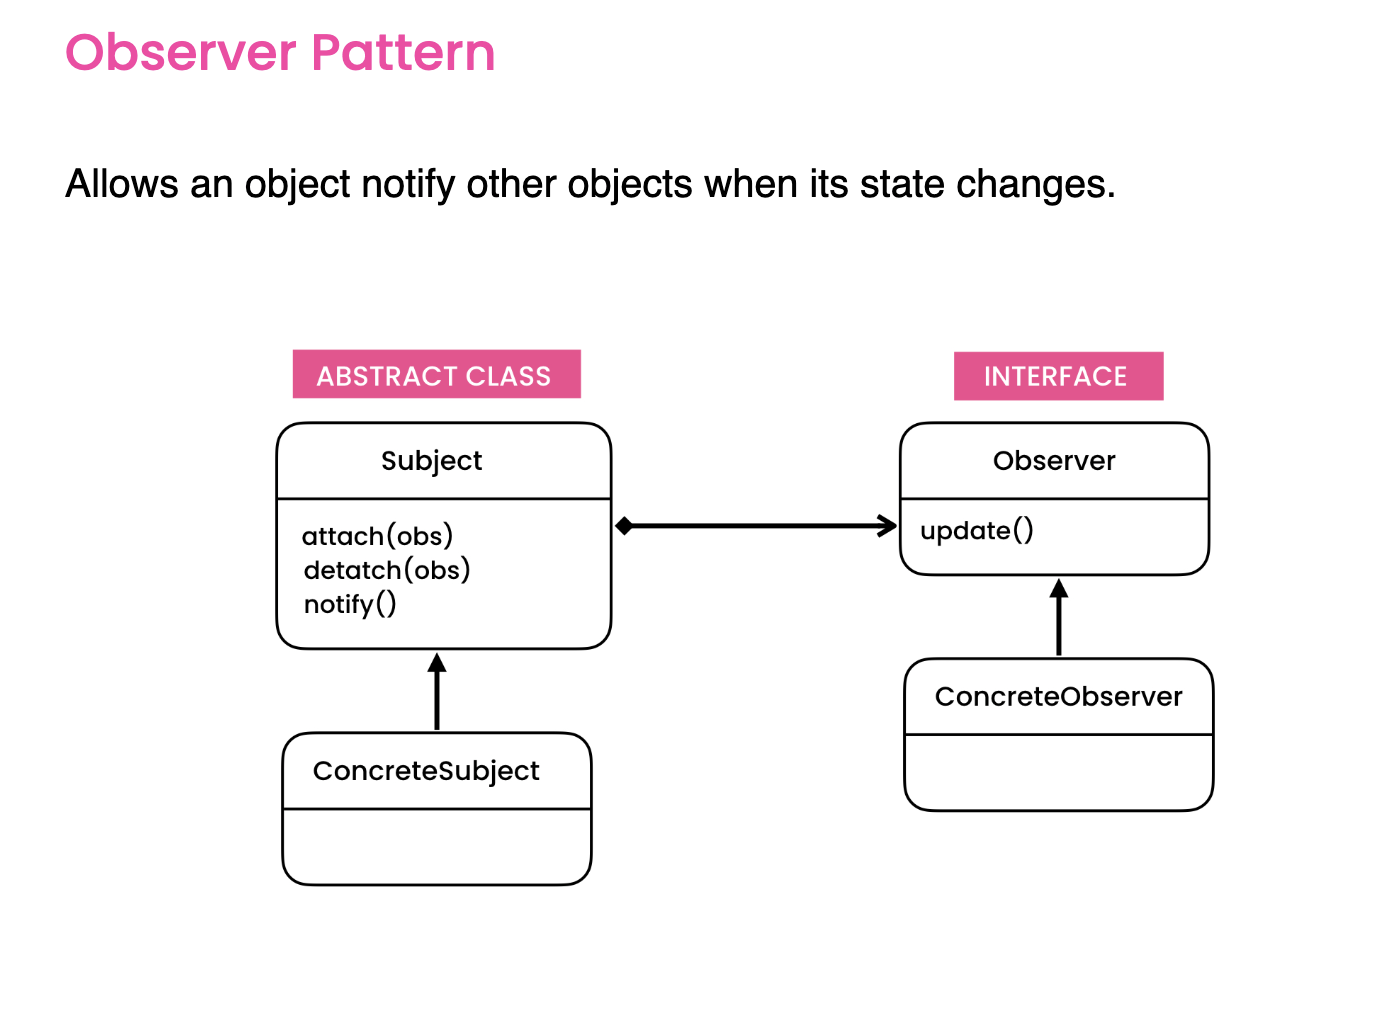 Observer Pattern
Allows an object notify other objects when its state changes.
ABSTRACT CLASS
Subject
attach(obs)
detatch(obs)
notify()
ConcreteSubject
INTERFACE
Observer
update()
ConcreteObserver